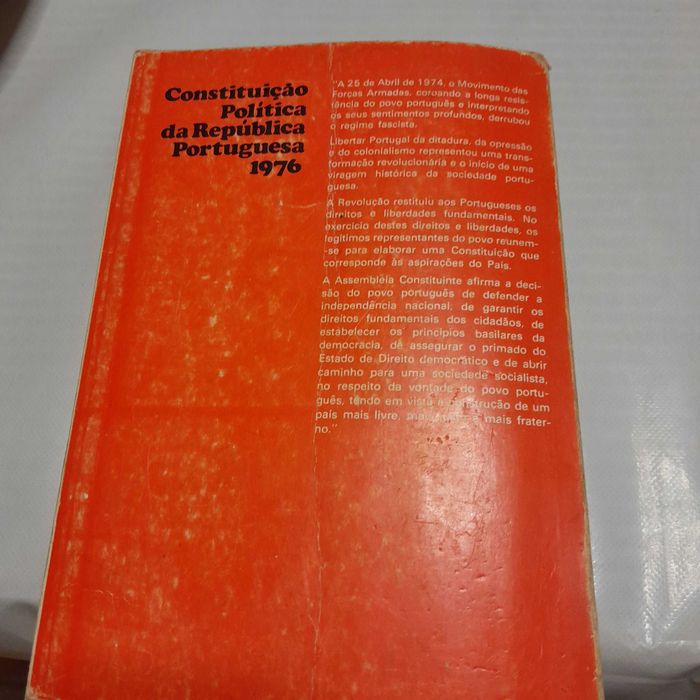 Constituição
Política
da República
Portuguesa
1976
"A 25 de Abril de 1974, o Movimento das
Forças Armadas, coroando a longa resis-
tência do povo português e interpretando
os seus sentimentos profundos, derrubou
o regime fascista.
Libertar Portugal da ditadura, da opressão
e do colonialismo representou uma trans-
formação revolucionária e o início de uma
viragem histórica da sociedade portu-
guesa.
A Revolução restituiu aos Portugueses os
direitos e liberdades fundamentais. No
exercício destes direitos e liberdades, os
legítimos representantes do povo reunem-
-se para elaborar uma Constituição que
corresponde às aspirações do País.
A Assembleia Constituinte afirma a deci-
são do povo português de defender a
independência nacional, de garantir os
direitos fundamentais dos cidadãos, de
estabelecer os princípios basilares da
democracia, de assegurar o primado do
Estado de Direito democrático e de abrir
caminho para uma sociedade socialista,
no respeito da vontade do povo portu-
guês, tendo em vista a construção de um
país mais livre, mais e mais frater-
no."